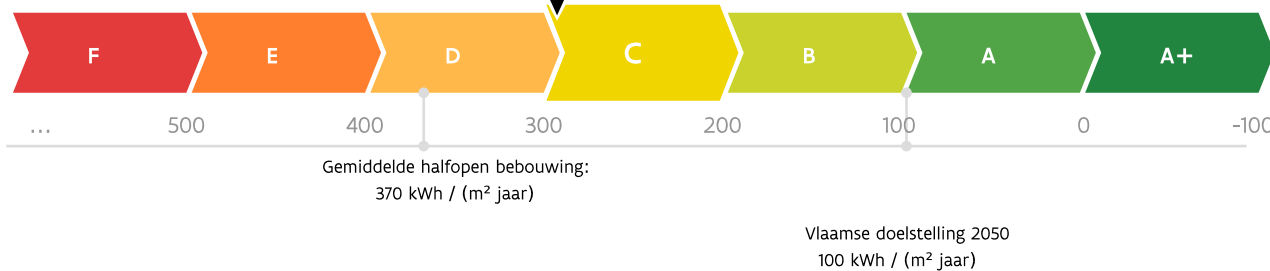 F E D C B A A+
... 500 400 300 200 100 0 -100
Gemiddelde halfopen bebouwing:
370 kWh / (m² jaar)
Vlaamse doelstelling 2050
100 kWh / (m² jaar)